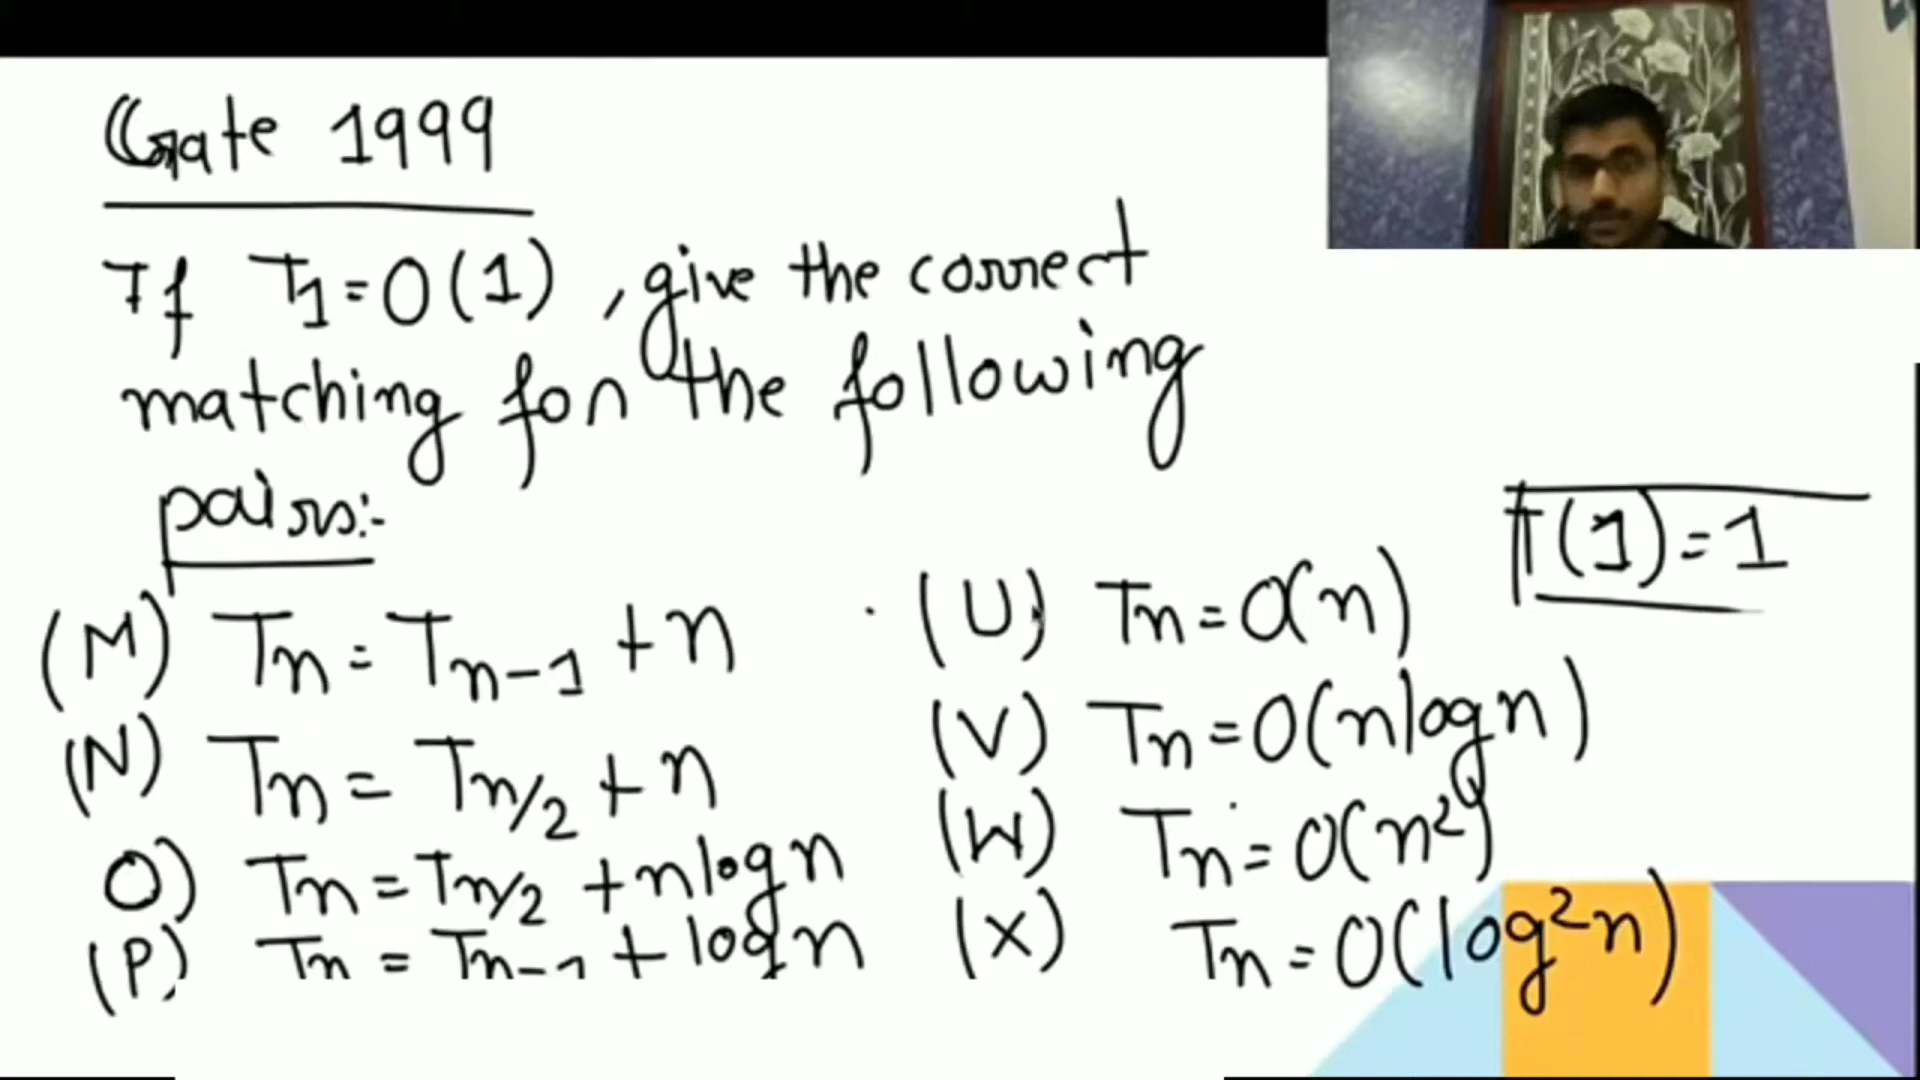 Gate 1999
If T1=O(1), give the correct
matching for the following
pairs:-
T(1)=1
(M) Tn=Tn-1+n
(U) Tn=O(n)
(N) Tn=Tn/2+n
(V) Tn=O(nlogn)
O) Tn=Tn/2+nlogn
(W) Tn=O(n²)
(P) Tn=Tn-1+logn
(X) Tn=O(log²n)